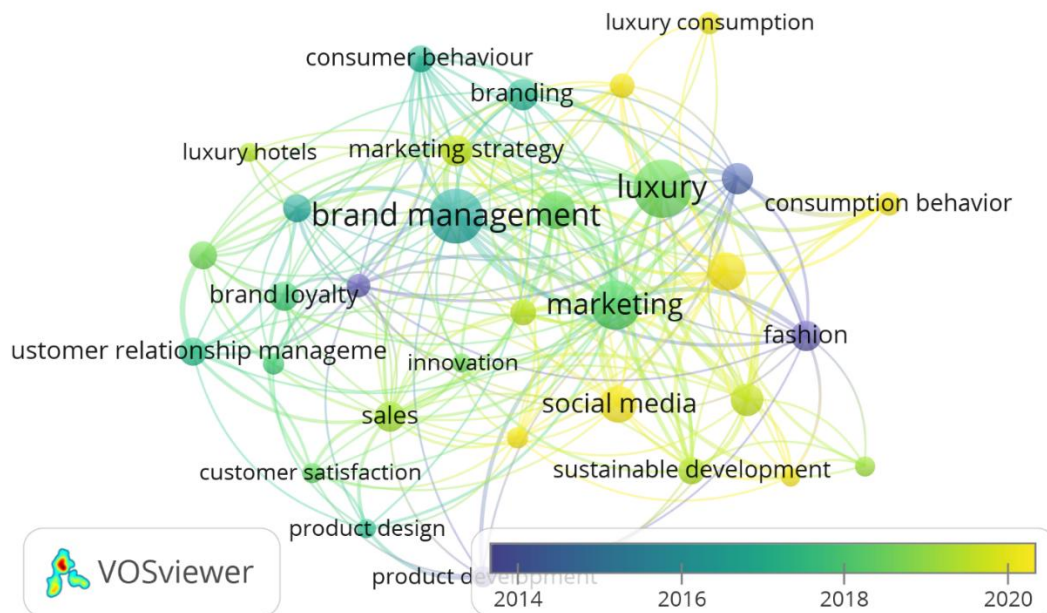 luxury consumption
consumer behaviour
branding
luxury hotels
marketing strategy
luxury
consumption behavior
brand management
brand loyalty
marketing
fashion
ustomer relationship manageme
innovation
social media
sales
sustainable development
customer satisfaction
product design
product development
VOSviewer
2014 2016 2018 2020